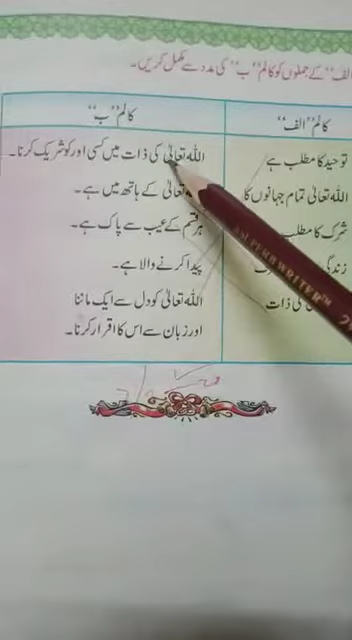 الف“ کے جملوں کو کالم ”ب“ کی مدد سے مکمل کریں۔
کالم ”الف“
کالم ”ب“
توحید کا مطلب ہے
اللہ تعالیٰ کی ذات میں کسی اور کو شریک کرنا۔
اللہ تعالیٰ تمام جہانوں کا
تعالیٰ کے ہاتھ میں ہے۔
شرک کا مطلب
ہر قسم کے عیب سے پاک ہے۔
زندگی
پیدا کرنے والا ہے۔
کی ذات
اللہ تعالیٰ کو دل سے ایک ماننا
اور زبان سے اس کا اقرار کرنا۔